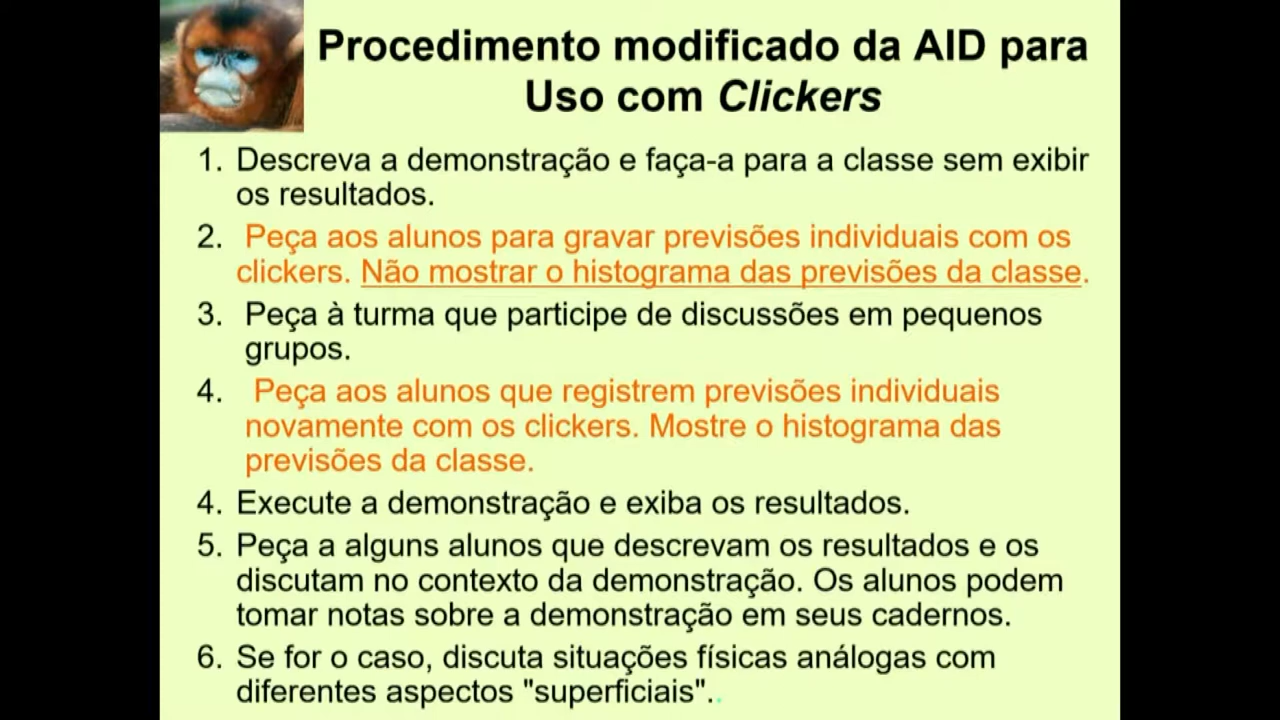 Procedimento modificado da AID para
Uso com Clickers
1. Descreva a demonstração e faça-a para a classe sem exibir
os resultados.
2. Peça aos alunos para gravar previsões individuais com os
clickers. Não mostrar o histograma das previsões da classe.
3. Peça à turma que participe de discussões em pequenos
grupos.
4. Peça aos alunos que registrem previsões individuais
novamente com os clickers. Mostre o histograma das
previsões da classe.
4. Execute a demonstração e exiba os resultados.
5. Peça a alguns alunos que descrevam os resultados e os
discutam no contexto da demonstração. Os alunos podem
tomar notas sobre a demonstração em seus cadernos.
6. Se for o caso, discuta situações físicas análogas com
diferentes aspectos "superficiais"..